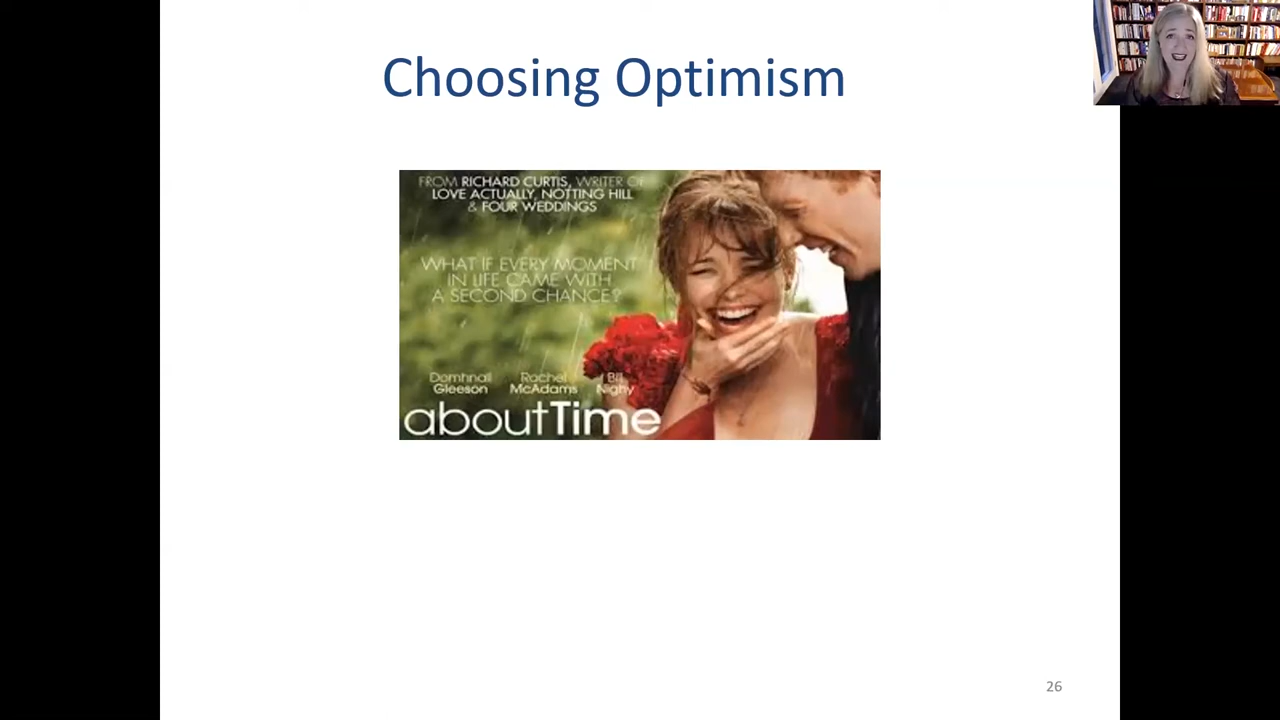 Choosing Optimism
FROM RICHARD CURTIS, WRITER OF
LOVE ACTUALLY, NOTTING HILL
& FOUR WEDDINGS
WHAT IF EVERY MOMENT
IN LIFE CAME WITH
A SECOND CHANCE?
Domhnall Gleeson
Rachel McAdams
Bill Nighy
aboutTime
26